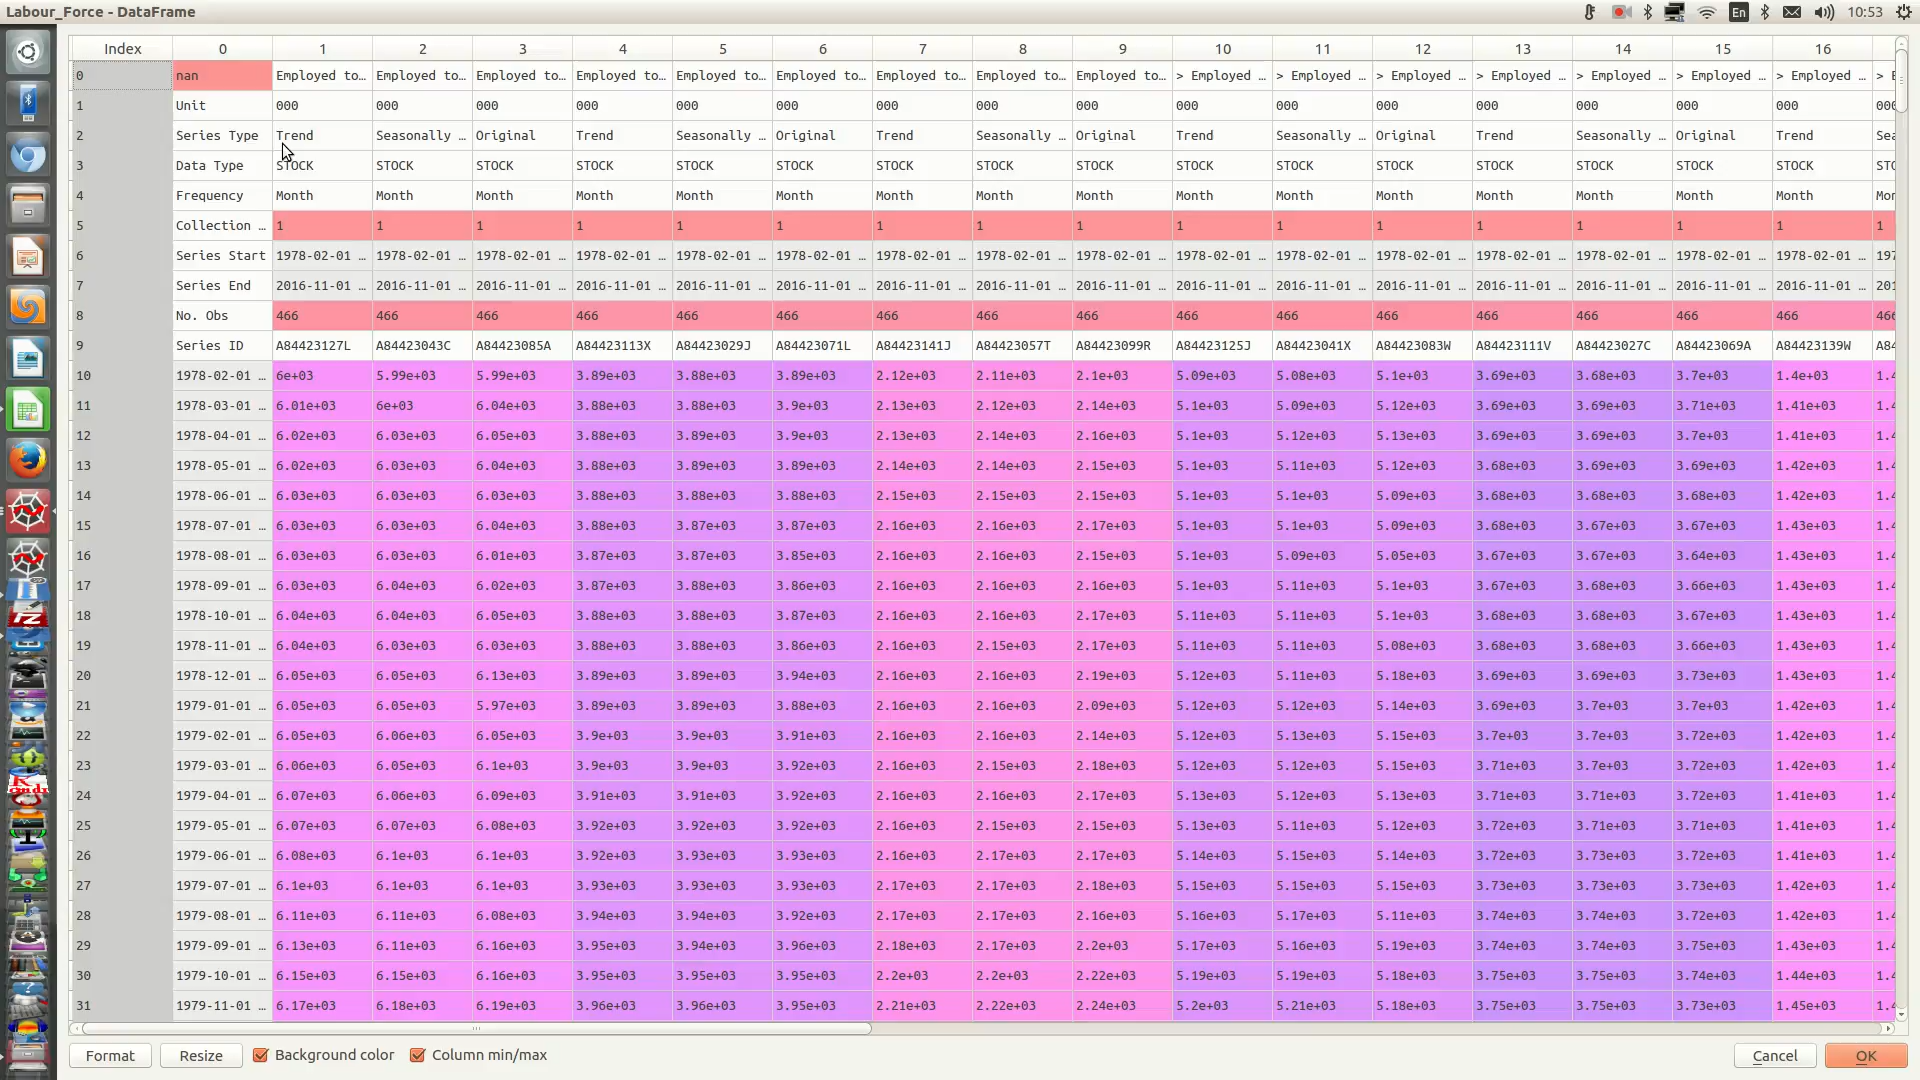 Labour_Force - DataFrame En 10:53
Index 0 1 2 3 4 5 6 7 8 9 10 11 12 13 14 15 16
0 nan Employed to... Employed to... Employed to... Employed to... Employed to... Employed to... Employed to... Employed to... Employed to... > Employed ... > Employed ... > Employed ... > Employed ... > Employed ... > Employed ... > Employed ... > E
1 Unit 000 000 000 000 000 000 000 000 000 000 000 000 000 000 000 000 000
2 Series Type Trend Seasonally ... Original Trend Seasonally ... Original Trend Seasonally ... Original Trend Seasonally ... Original Trend Seasonally ... Original Trend Sea
3 Data Type STOCK STOCK STOCK STOCK STOCK STOCK STOCK STOCK STOCK STOCK STOCK STOCK STOCK STOCK STOCK STOCK STO
4 Frequency Month Month Month Month Month Month Month Month Month Month Month Month Month Month Month Month Mon
5 Collection ... 1 1 1 1 1 1 1 1 1 1 1 1 1 1 1 1 1
6 Series Start 1978-02-01 ... 1978-02-01 ... 1978-02-01 ... 1978-02-01 ... 1978-02-01 ... 1978-02-01 ... 1978-02-01 ... 1978-02-01 ... 1978-02-01 ... 1978-02-01 ... 1978-02-01 ... 1978-02-01 ... 1978-02-01 ... 1978-02-01 ... 1978-02-01 ... 1978-02-01 ... 197
7 Series End 2016-11-01 ... 2016-11-01 ... 2016-11-01 ... 2016-11-01 ... 2016-11-01 ... 2016-11-01 ... 2016-11-01 ... 2016-11-01 ... 2016-11-01 ... 2016-11-01 ... 2016-11-01 ... 2016-11-01 ... 2016-11-01 ... 2016-11-01 ... 2016-11-01 ... 2016-11-01 ... 201
8 No. Obs 466 466 466 466 466 466 466 466 466 466 466 466 466 466 466 466 466
9 Series ID A84423127L A84423043C A84423085A A84423113X A84423029J A84423071L A84423141J A84423057T A84423099R A84423125J A84423041X A84423083W A84423111V A84423027C A84423069A A84423139W A84
10 1978-02-01 ... 6e+03 5.99e+03 5.99e+03 3.89e+03 3.88e+03 3.89e+03 2.12e+03 2.11e+03 2.1e+03 5.09e+03 5.08e+03 5.1e+03 3.69e+03 3.68e+03 3.7e+03 1.4e+03 1.4
11 1978-03-01 ... 6.01e+03 6e+03 6.04e+03 3.88e+03 3.88e+03 3.9e+03 2.13e+03 2.12e+03 2.14e+03 5.1e+03 5.09e+03 5.12e+03 3.69e+03 3.69e+03 3.71e+03 1.41e+03 1.4
12 1978-04-01 ... 6.02e+03 6.03e+03 6.05e+03 3.88e+03 3.89e+03 3.9e+03 2.13e+03 2.14e+03 2.16e+03 5.1e+03 5.12e+03 5.13e+03 3.69e+03 3.69e+03 3.7e+03 1.41e+03 1.4
13 1978-05-01 ... 6.02e+03 6.03e+03 6.04e+03 3.88e+03 3.89e+03 3.89e+03 2.14e+03 2.14e+03 2.15e+03 5.1e+03 5.11e+03 5.12e+03 3.68e+03 3.69e+03 3.69e+03 1.42e+03 1.4
14 1978-06-01 ... 6.03e+03 6.03e+03 6.03e+03 3.88e+03 3.88e+03 3.88e+03 2.15e+03 2.15e+03 2.15e+03 5.1e+03 5.1e+03 5.09e+03 3.68e+03 3.68e+03 3.68e+03 1.42e+03 1.4
15 1978-07-01 ... 6.03e+03 6.03e+03 6.04e+03 3.88e+03 3.87e+03 3.87e+03 2.16e+03 2.16e+03 2.17e+03 5.1e+03 5.1e+03 5.09e+03 3.68e+03 3.67e+03 3.67e+03 1.43e+03 1.4
16 1978-08-01 ... 6.03e+03 6.03e+03 6.01e+03 3.87e+03 3.87e+03 3.85e+03 2.16e+03 2.16e+03 2.15e+03 5.1e+03 5.09e+03 5.05e+03 3.67e+03 3.67e+03 3.64e+03 1.43e+03 1.4
17 1978-09-01 ... 6.03e+03 6.04e+03 6.02e+03 3.87e+03 3.88e+03 3.86e+03 2.16e+03 2.16e+03 2.16e+03 5.1e+03 5.11e+03 5.1e+03 3.67e+03 3.68e+03 3.66e+03 1.43e+03 1.4
18 1978-10-01 ... 6.04e+03 6.04e+03 6.05e+03 3.88e+03 3.88e+03 3.87e+03 2.16e+03 2.16e+03 2.17e+03 5.11e+03 5.11e+03 5.1e+03 3.68e+03 3.68e+03 3.67e+03 1.43e+03 1.4
19 1978-11-01 ... 6.04e+03 6.03e+03 6.03e+03 3.88e+03 3.88e+03 3.86e+03 2.16e+03 2.15e+03 2.17e+03 5.11e+03 5.11e+03 5.08e+03 3.68e+03 3.68e+03 3.66e+03 1.43e+03 1.4
20 1978-12-01 ... 6.05e+03 6.05e+03 6.13e+03 3.89e+03 3.89e+03 3.94e+03 2.16e+03 2.16e+03 2.19e+03 5.12e+03 5.11e+03 5.18e+03 3.69e+03 3.69e+03 3.73e+03 1.43e+03 1.4
21 1979-01-01 ... 6.05e+03 6.05e+03 5.97e+03 3.89e+03 3.89e+03 3.88e+03 2.16e+03 2.16e+03 2.09e+03 5.12e+03 5.12e+03 5.14e+03 3.69e+03 3.7e+03 3.7e+03 1.42e+03 1.4
22 1979-02-01 ... 6.05e+03 6.06e+03 6.05e+03 3.9e+03 3.9e+03 3.91e+03 2.16e+03 2.16e+03 2.14e+03 5.12e+03 5.13e+03 5.15e+03 3.7e+03 3.7e+03 3.72e+03 1.42e+03 1.4
23 1979-03-01 ... 6.06e+03 6.05e+03 6.1e+03 3.9e+03 3.9e+03 3.92e+03 2.16e+03 2.15e+03 2.18e+03 5.12e+03 5.12e+03 5.15e+03 3.71e+03 3.7e+03 3.72e+03 1.42e+03 1.4
24 1979-04-01 ... 6.07e+03 6.06e+03 6.09e+03 3.91e+03 3.91e+03 3.92e+03 2.16e+03 2.16e+03 2.17e+03 5.13e+03 5.12e+03 5.13e+03 3.71e+03 3.71e+03 3.72e+03 1.41e+03 1.4
25 1979-05-01 ... 6.07e+03 6.07e+03 6.08e+03 3.92e+03 3.92e+03 3.92e+03 2.16e+03 2.15e+03 2.15e+03 5.13e+03 5.11e+03 5.12e+03 3.72e+03 3.71e+03 3.71e+03 1.41e+03 1.4
26 1979-06-01 ... 6.08e+03 6.1e+03 6.1e+03 3.92e+03 3.93e+03 3.93e+03 2.16e+03 2.17e+03 2.17e+03 5.14e+03 5.15e+03 5.14e+03 3.72e+03 3.73e+03 3.72e+03 1.41e+03 1.4
27 1979-07-01 ... 6.1e+03 6.1e+03 6.1e+03 3.93e+03 3.93e+03 3.93e+03 2.17e+03 2.17e+03 2.18e+03 5.15e+03 5.15e+03 5.15e+03 3.73e+03 3.73e+03 3.73e+03 1.42e+03 1.4
28 1979-08-01 ... 6.11e+03 6.11e+03 6.08e+03 3.94e+03 3.94e+03 3.92e+03 2.17e+03 2.17e+03 2.16e+03 5.16e+03 5.17e+03 5.11e+03 3.74e+03 3.74e+03 3.72e+03 1.42e+03 1.4
29 1979-09-01 ... 6.13e+03 6.11e+03 6.16e+03 3.95e+03 3.94e+03 3.96e+03 2.18e+03 2.17e+03 2.2e+03 5.17e+03 5.16e+03 5.19e+03 3.74e+03 3.74e+03 3.75e+03 1.43e+03 1.4
30 1979-10-01 ... 6.15e+03 6.15e+03 6.16e+03 3.95e+03 3.95e+03 3.95e+03 2.2e+03 2.2e+03 2.22e+03 5.19e+03 5.19e+03 5.18e+03 3.75e+03 3.75e+03 3.74e+03 1.44e+03 1.4
31 1979-11-01 ... 6.17e+03 6.18e+03 6.19e+03 3.96e+03 3.96e+03 3.95e+03 2.21e+03 2.22e+03 2.24e+03 5.2e+03 5.21e+03 5.18e+03 3.75e+03 3.75e+03 3.73e+03 1.45e+03 1.4
Format Resize Background color Column min/max Cancel OK